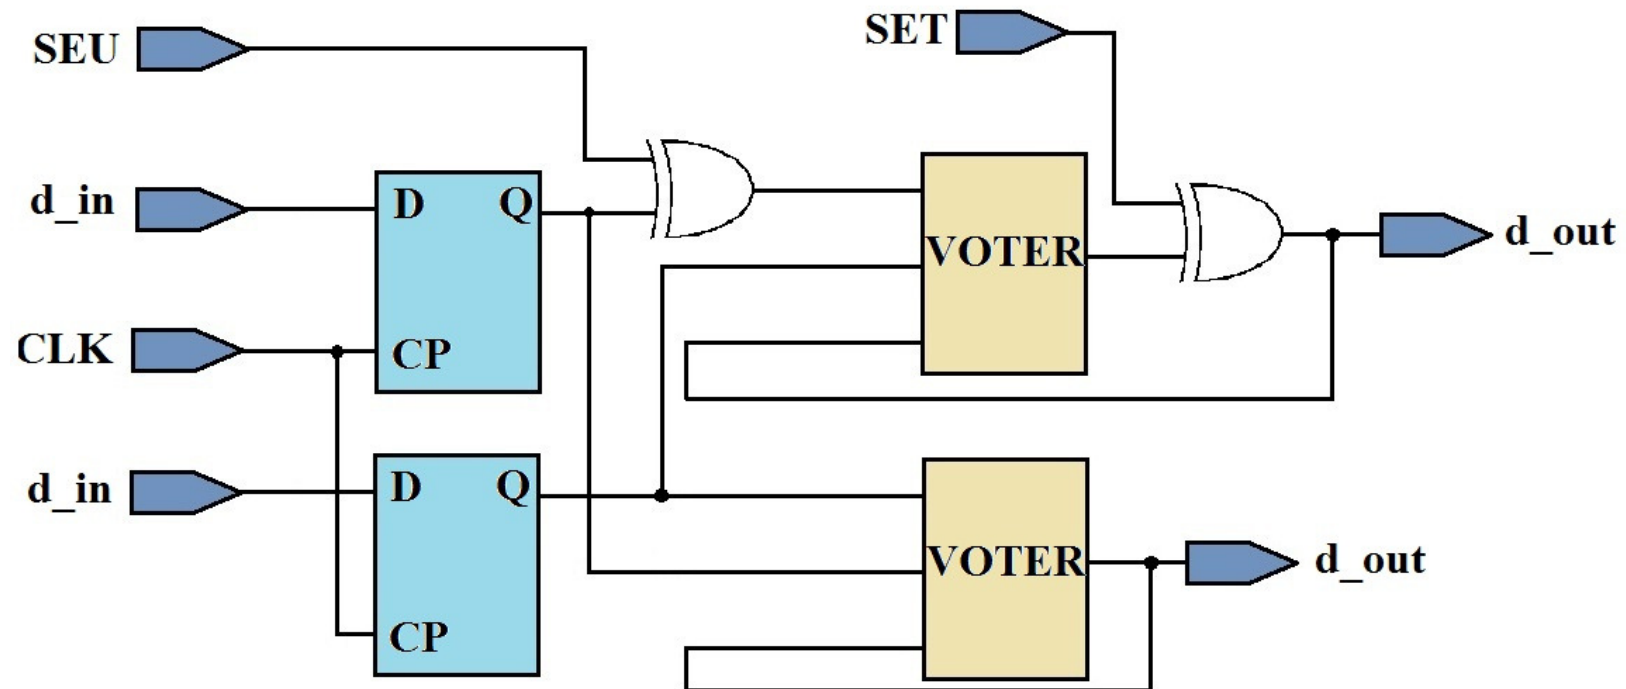 SEU
SET
d_in
D
Q
VOTER
d_out
CLK
CP
d_in
D
Q
VOTER
d_out
CP